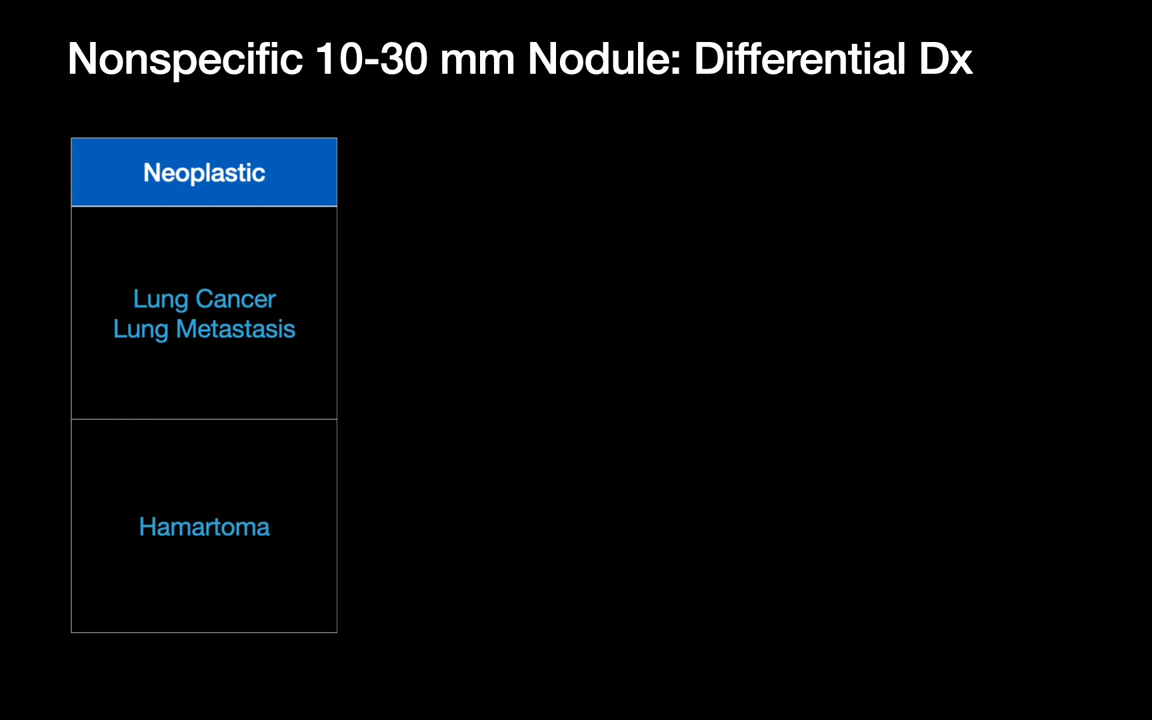 Nonspecific 10-30 mm Nodule: Differential Dx
Neoplastic
Lung Cancer
Lung Metastasis
Hamartoma